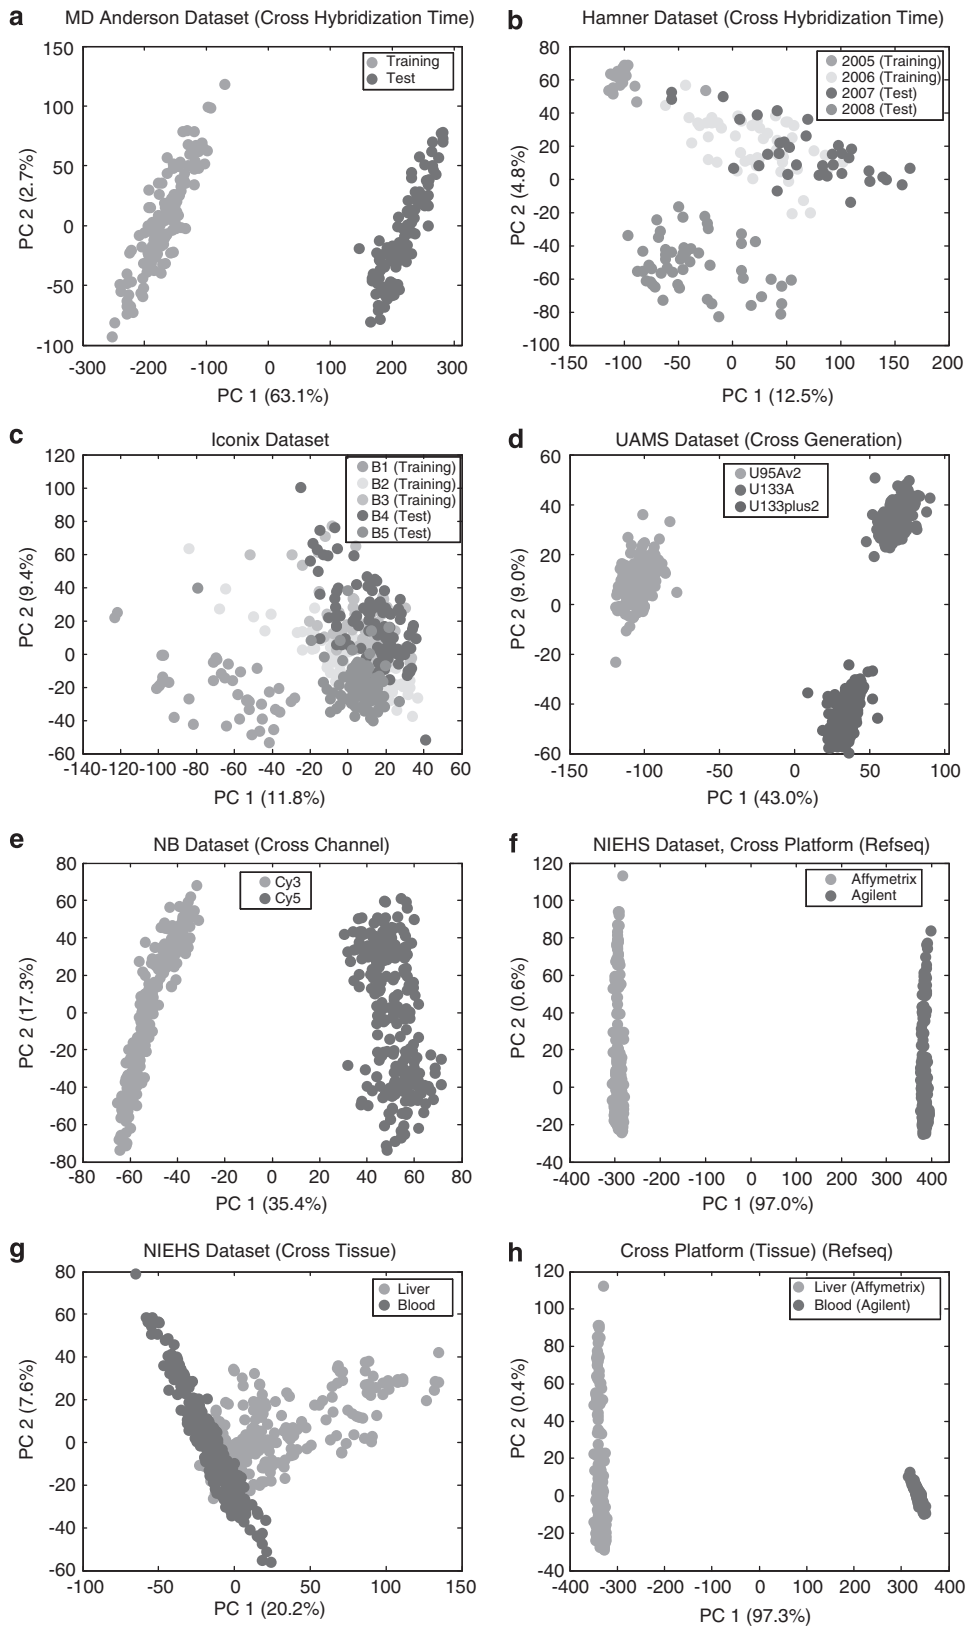 a MD Anderson Dataset (Cross Hybridization Time)
150
100
50
0
-50
-100
PC 2 (2.7%)
Training
Test
-300 -200 -100 0 100 200 300
PC 1 (63.1%)
b Hamner Dataset (Cross Hybridization Time)
80
60
40
20
0
-20
-40
-60
-80
-100
PC 2 (4.8%)
2005 (Training)
2006 (Training)
2007 (Test)
2008 (Test)
-150 -100 -50 0 50 100 150 200
PC 1 (12.5%)
c Iconix Dataset
120
100
80
60
40
20
0
-20
-40
-60
PC 2 (9.4%)
B1 (Training)
B2 (Training)
B3 (Training)
B4 (Test)
B5 (Test)
-140-120-100 -80 -60 -40 -20 0 20 40 60
PC 1 (11.8%)
d UAMS Dataset (Cross Generation)
60
40
20
0
-20
-40
-60
PC 2 (9.0%)
U95Av2
U133A
U133plus2
-150 -100 -50 0 50 100
PC 1 (43.0%)
e NB Dataset (Cross Channel)
80
60
40
20
0
-20
-40
-60
-80
PC 2 (17.3%)
Cy3
Cy5
-80 -60 -40 -20 0 20 40 60 80
PC 1 (35.4%)
f NIEHS Dataset, Cross Platform (Refseq)
120
100
80
60
40
20
0
-20
-40
PC 2 (0.6%)
Affymetrix
Agilent
-400 -300 -200 -100 0 100 200 300 400
PC 1 (97.0%)
g NIEHS Dataset (Cross Tissue)
80
60
40
20
0
-20
-40
-60
PC 2 (7.6%)
Liver
Blood
-100 -50 0 50 100 150
PC 1 (20.2%)
h Cross Platform (Tissue) (Refseq)
120
100
80
60
40
20
0
-20
-40
PC 2 (0.4%)
Liver (Affymetrix)
Blood (Agilent)
-400 -300 -200 -100 0 100 200 300 400
PC 1 (97.3%)